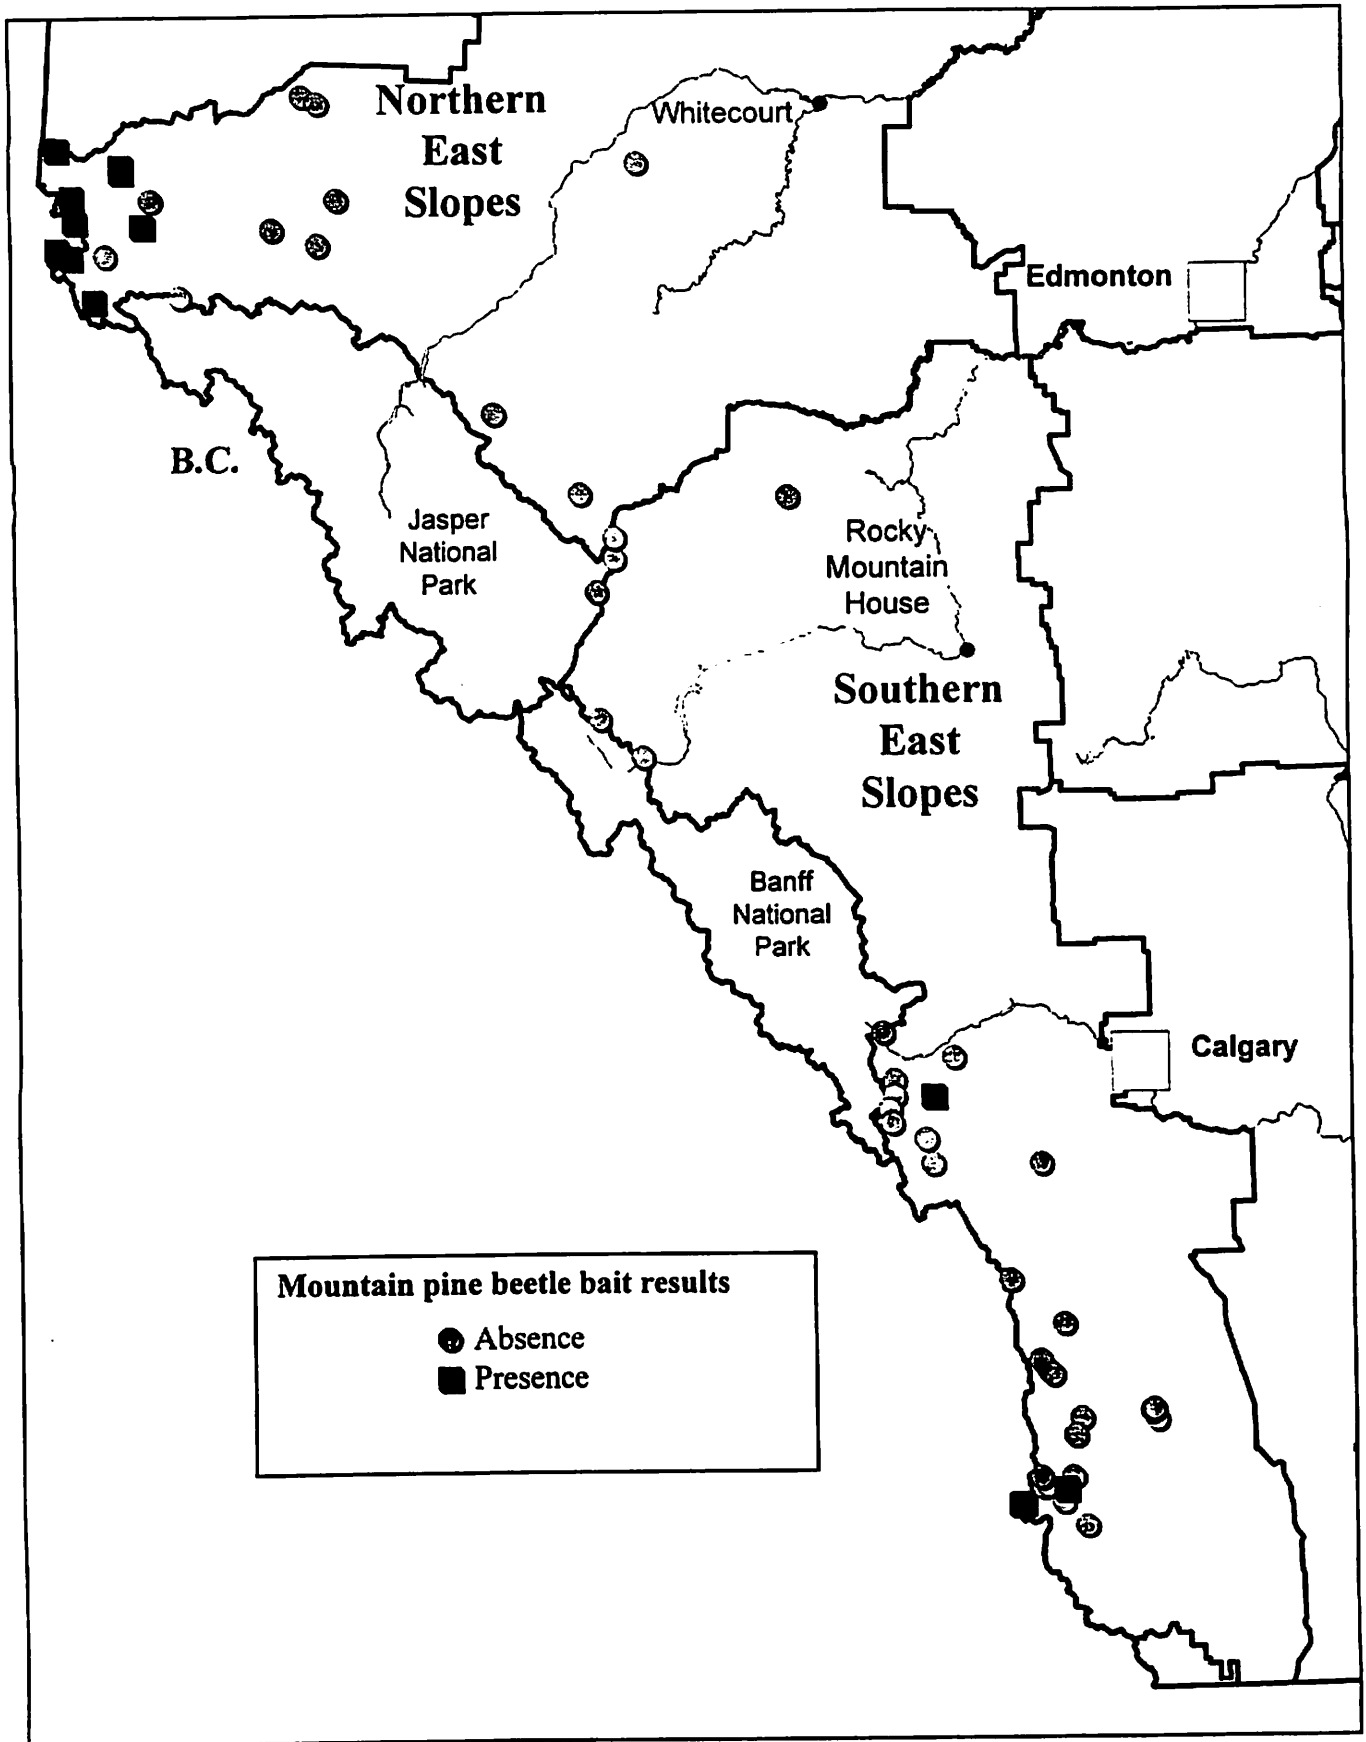 Northern
East
Slopes
Whitecourt
Edmonton
B.C.
Jasper
National
Park
Rocky
Mountain
House
Southern
East
Slopes
Banff
National
Park
Calgary
Mountain pine beetle bait results
Absence
Presence